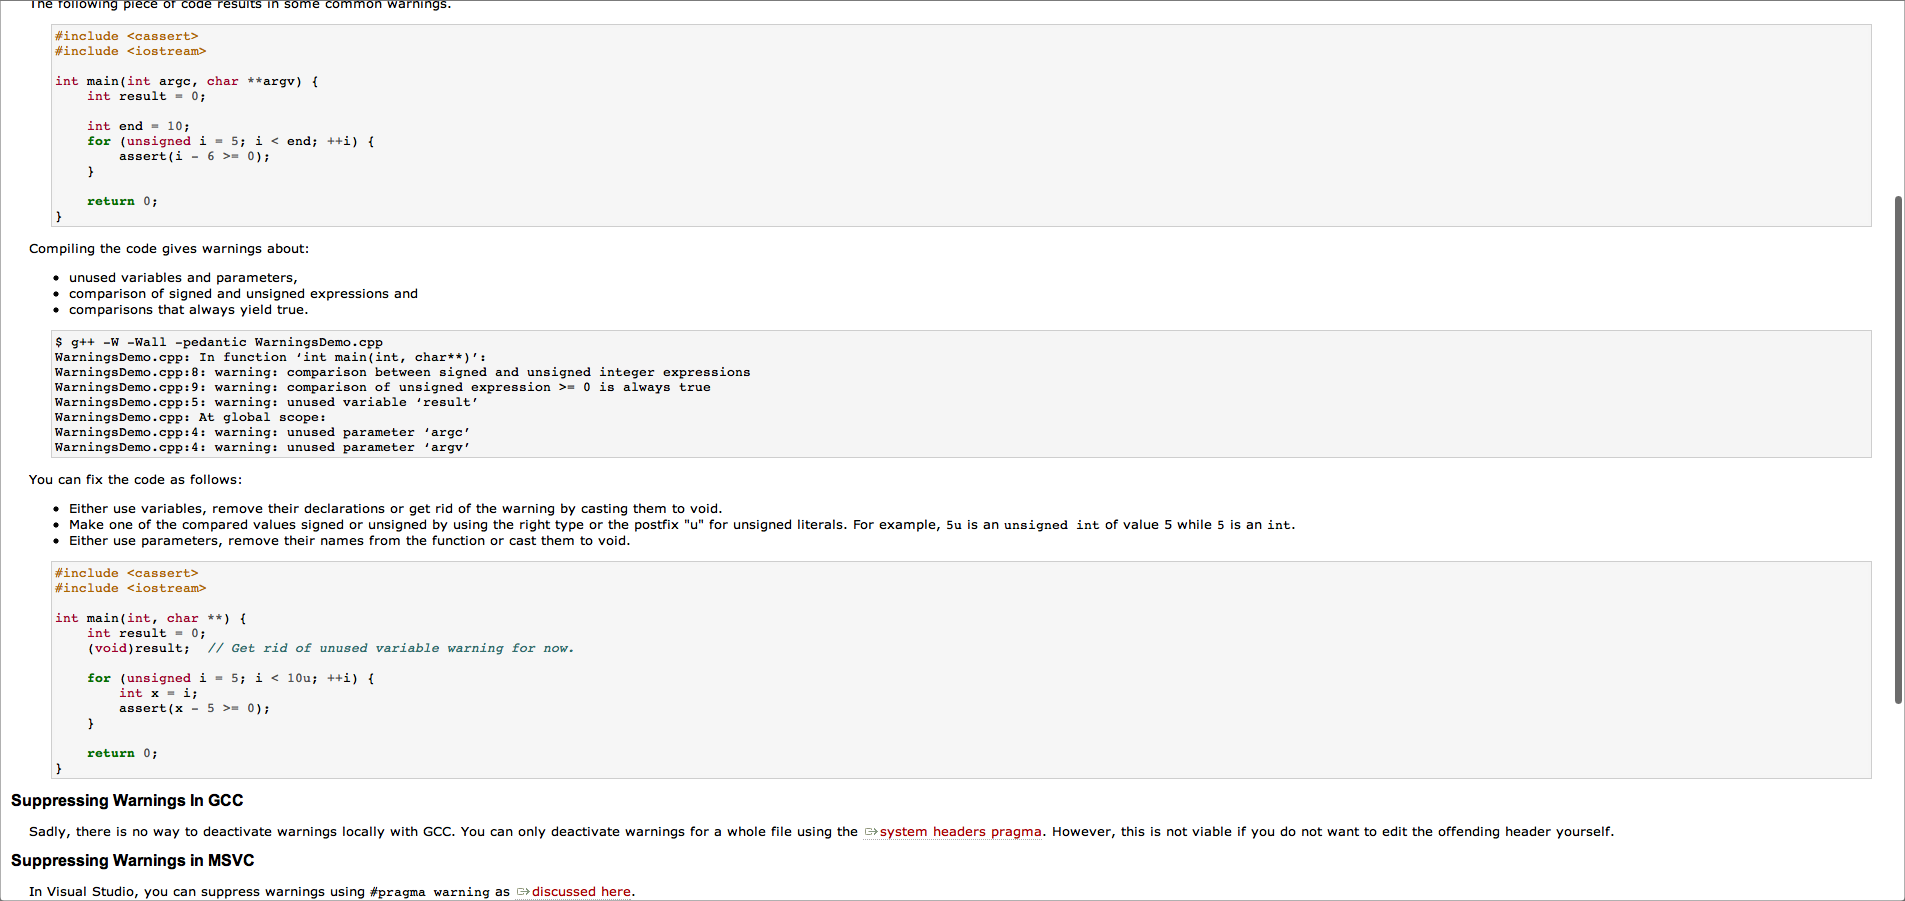 The following piece of code results in some common warnings.
#include <cassert>
#include <iostream>
int main(int argc, char **argv) {
    int result = 0;
    int end = 10;
    for (unsigned i = 5; i < end; ++i) {
        assert(i - 6 >= 0);
    }
    return 0;
}
Compiling the code gives warnings about:
• unused variables and parameters,
• comparison of signed and unsigned expressions and
• comparisons that always yield true.
$ g++ -W -Wall -pedantic WarningsDemo.cpp
WarningsDemo.cpp: In function ‘int main(int, char**)’:
WarningsDemo.cpp:8: warning: comparison between signed and unsigned integer expressions
WarningsDemo.cpp:9: warning: comparison of unsigned expression >= 0 is always true
WarningsDemo.cpp:5: warning: unused variable ‘result’
WarningsDemo.cpp: At global scope:
WarningsDemo.cpp:4: warning: unused parameter ‘argc’
WarningsDemo.cpp:4: warning: unused parameter ‘argv’
You can fix the code as follows:
• Either use variables, remove their declarations or get rid of the warning by casting them to void.
• Make one of the compared values signed or unsigned by using the right type or the postfix "u" for unsigned literals. For example, 5u is an unsigned int of value 5 while 5 is an int.
• Either use parameters, remove their names from the function or cast them to void.
#include <cassert>
#include <iostream>
int main(int, char **) {
    int result = 0;
    (void)result;  // Get rid of unused variable warning for now.
    for (unsigned i = 5; i < 10u; ++i) {
        int x = i;
        assert(x - 5 >= 0);
    }
    return 0;
}
Suppressing Warnings In GCC
Sadly, there is no way to deactivate warnings locally with GCC. You can only deactivate warnings for a whole file using the system headers pragma. However, this is not viable if you do not want to edit the offending header yourself.
Suppressing Warnings in MSVC
In Visual Studio, you can suppress warnings using #pragma warning as discussed here.